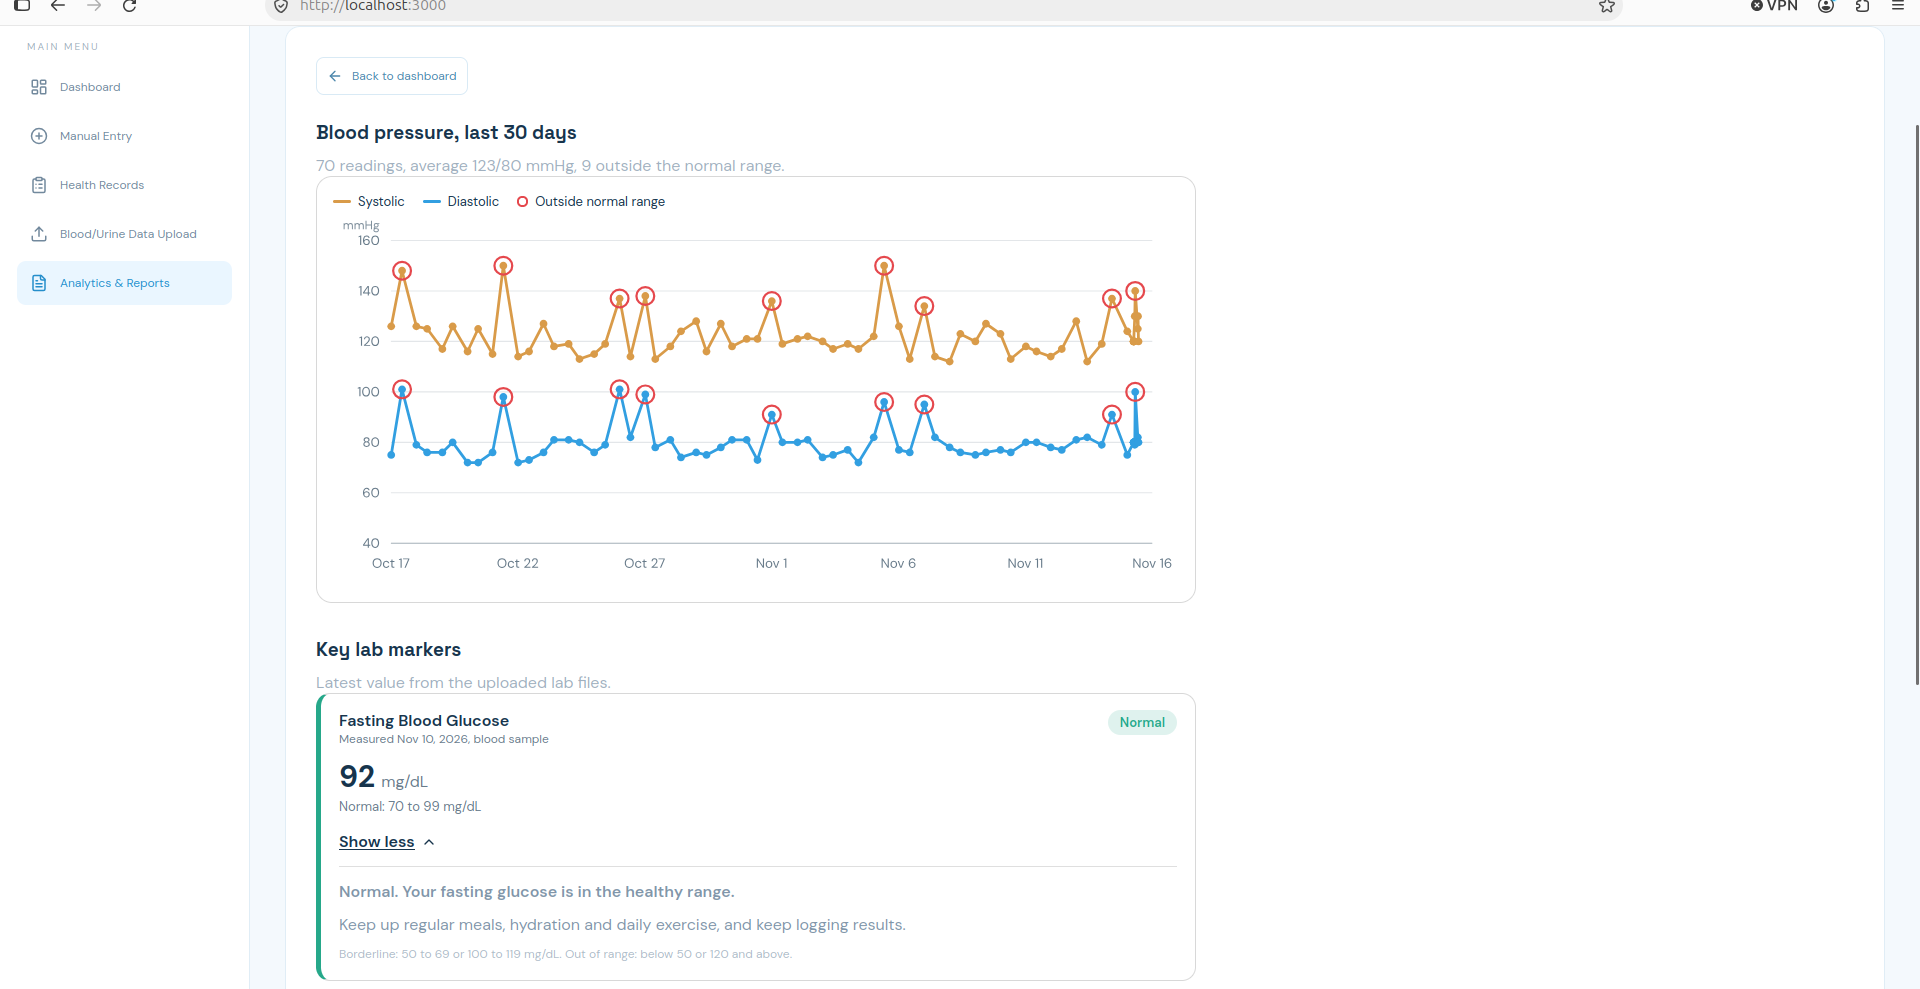 http://localhost:3000
VPN
MAIN MENU
Dashboard
Manual Entry
Health Records
Blood/Urine Data Upload
Analytics & Reports
Back to dashboard
Blood pressure, last 30 days
70 readings, average 123/80 mmHg, 9 outside the normal range.
Systolic Diastolic Outside normal range
mmHg
160
140
120
100
80
60
40
Oct 17 Oct 22 Oct 27 Nov 1 Nov 6 Nov 11 Nov 16
Key lab markers
Latest value from the uploaded lab files.
Fasting Blood Glucose
Normal
Measured Nov 10, 2026, blood sample
92 mg/dL
Normal: 70 to 99 mg/dL
Show less
Normal. Your fasting glucose is in the healthy range.
Keep up regular meals, hydration and daily exercise, and keep logging results.
Borderline: 50 to 69 or 100 to 119 mg/dL. Out of range: below 50 or 120 and above.